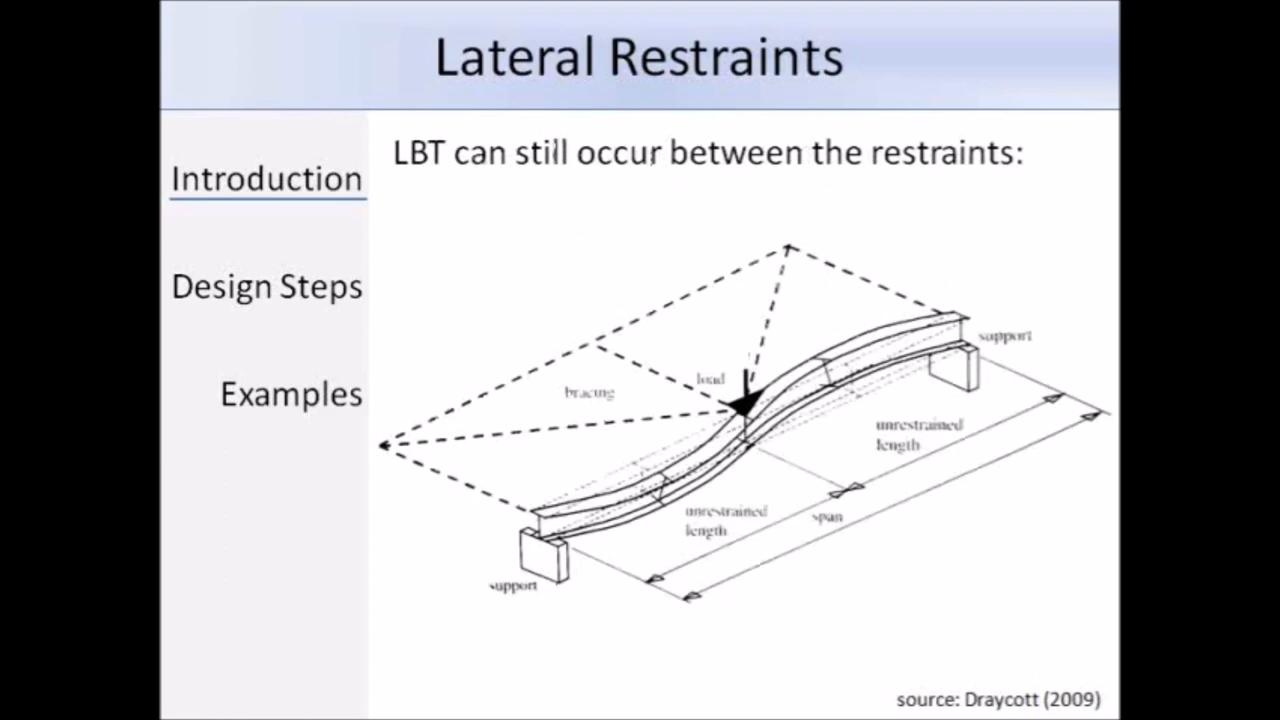 Lateral Restraints
Introduction
Design Steps
Examples
LBT can still occur between the restraints:
support
load
bracing
unrestrained
length
unrestrained
length
span
support
source: Draycott (2009)